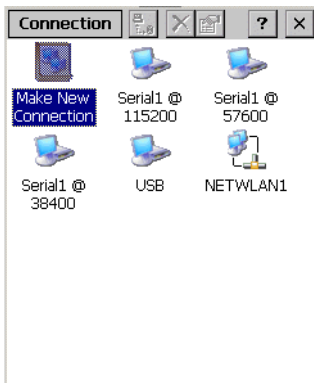 Connection ? ×
Make New Serial1 @ Serial1 @
Connection 115200 57600
Serial1 @ USB NETWLAN1
38400